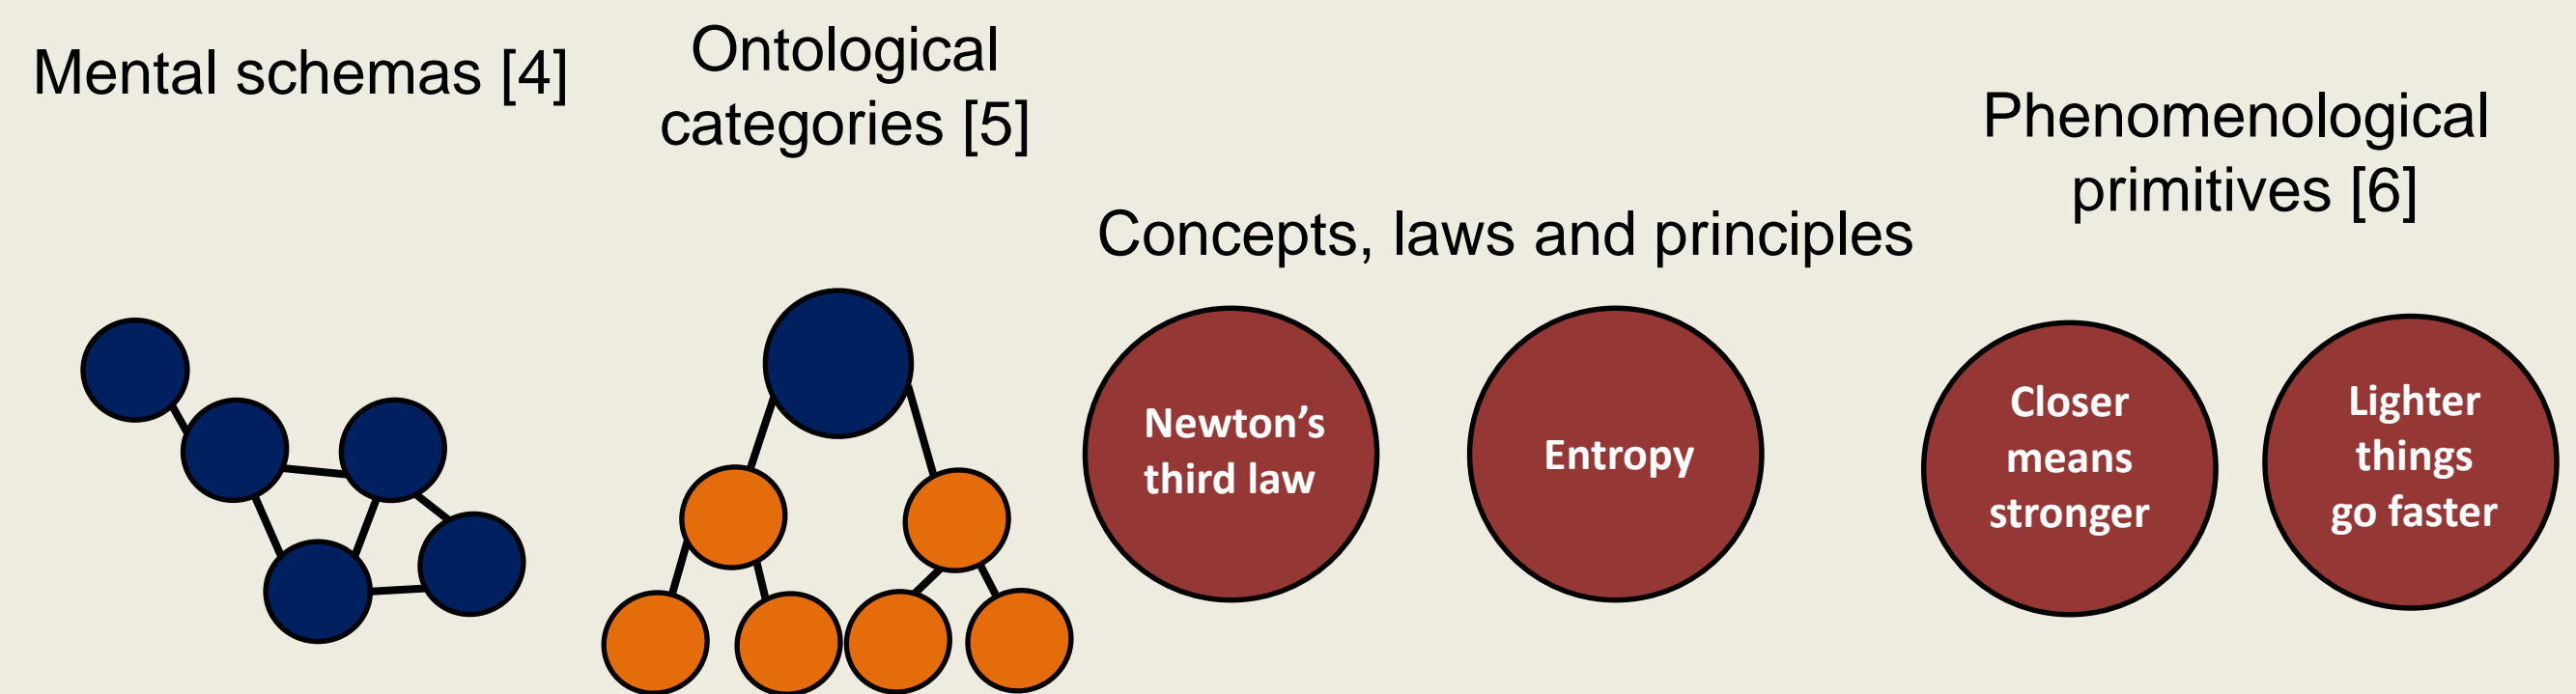 Mental schemas [4]
Ontological
categories [5]
Concepts, laws and principles
Phenomenological
primitives [6]
Newton’s
third law
Entropy
Closer
means
stronger
Lighter
things
go faster